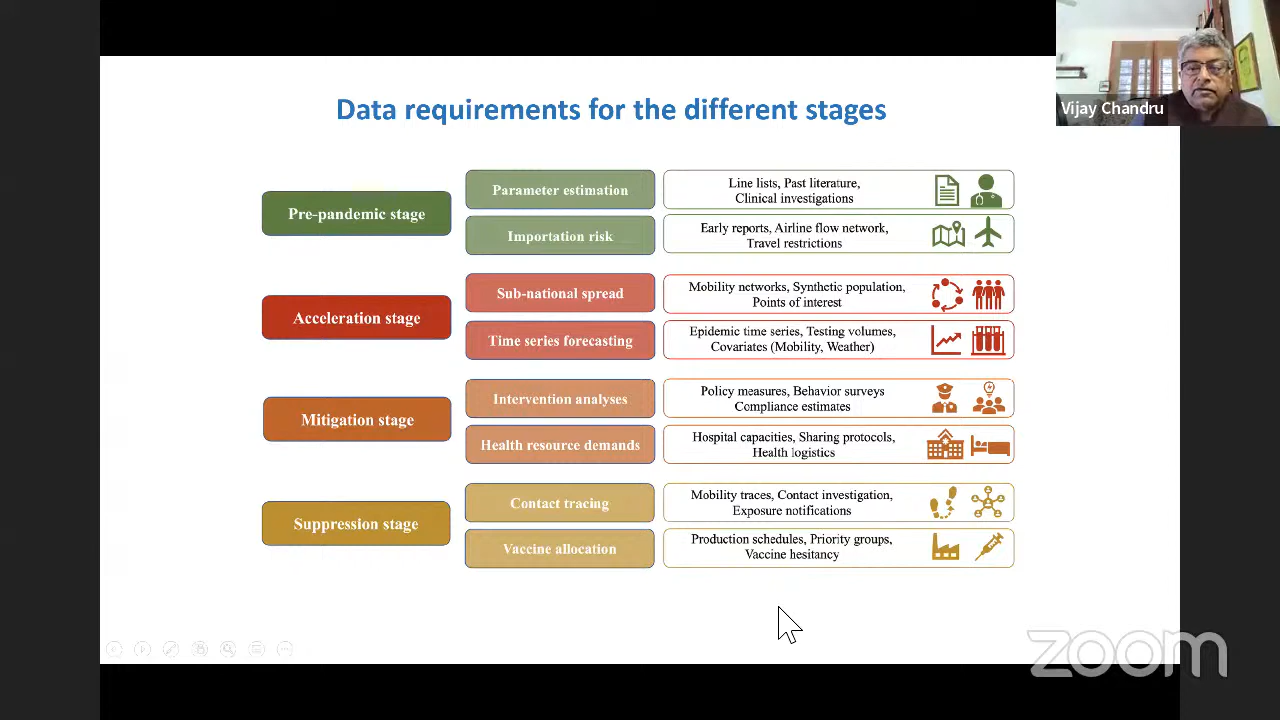 Data requirements for the different stages
Vijay Chandru
Pre-pandemic stage
Parameter estimation
Line lists, Past literature,
Clinical investigations
Importation risk
Early reports, Airline flow network,
Travel restrictions
Acceleration stage
Sub-national spread
Mobility networks, Synthetic population,
Points of interest
Time series forecasting
Epidemic time series, Testing volumes,
Covariates (Mobility, Weather)
Mitigation stage
Intervention analyses
Policy measures, Behavior surveys
Compliance estimates
Health resource demands
Hospital capacities, Sharing protocols,
Health logistics
Suppression stage
Contact tracing
Mobility traces, Contact investigation,
Exposure notifications
Vaccine allocation
Production schedules, Priority groups,
Vaccine hesitancy
zoom